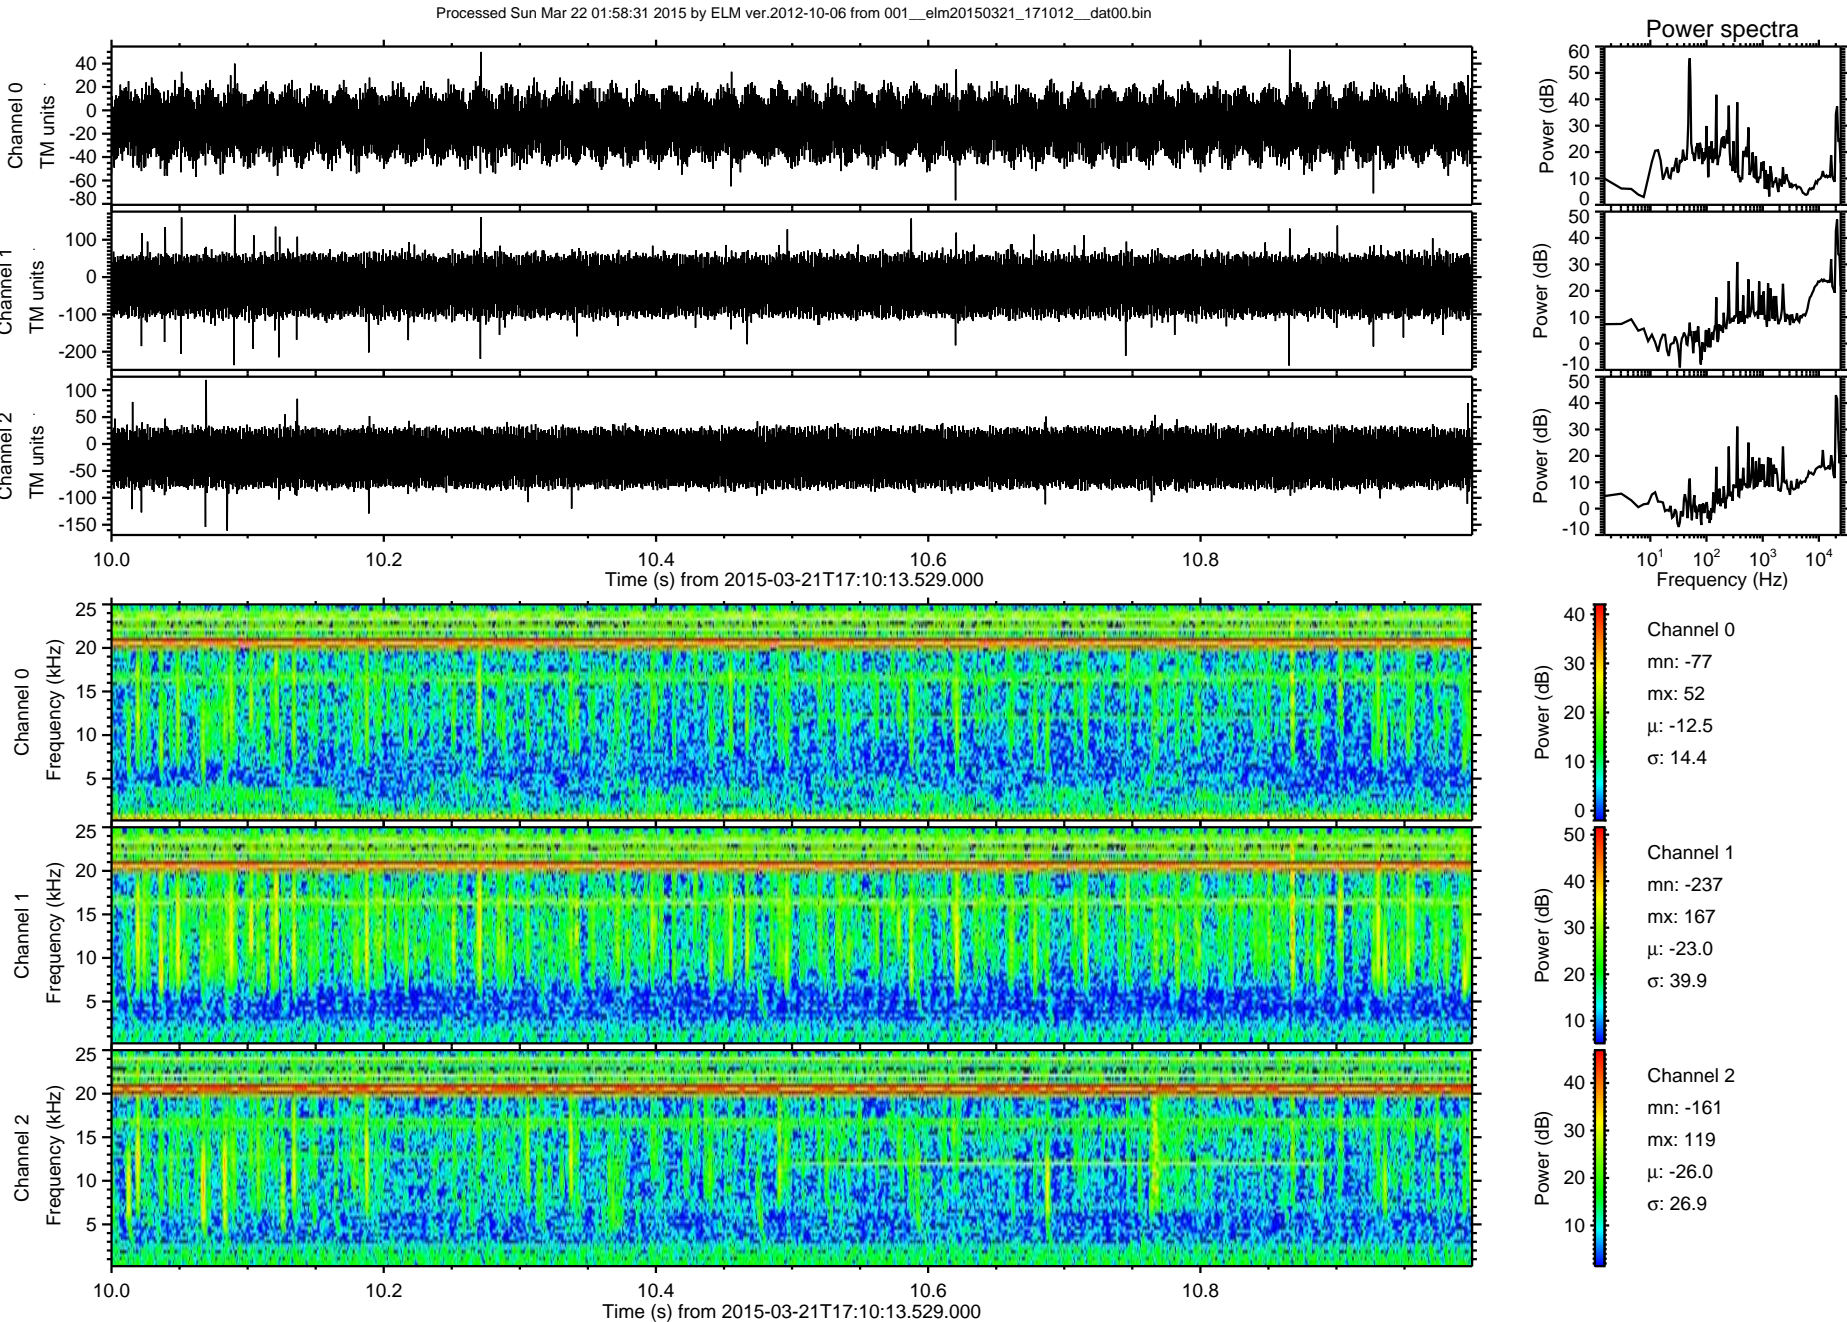 Processed Sun Mar 22 01:58:31 2015 by ELM ver.2012-10-06 from 001__elm20150321_171012__dat00.bin
Power spectra
Channel 0
TM units
40
20
0
-20
-40
-60
-80
Power (dB)
60
50
40
30
20
10
0
Channel 1
TM units
100
0
-100
-200
Power (dB)
50
40
30
20
10
0
-10
Channel 2
TM units
100
50
0
-50
-100
-150
Power (dB)
50
40
30
20
10
0
-10
10.0 10.2 10.4 10.6 10.8
Time (s) from 2015-03-21T17:10:13.529.000
10^1 10^2 10^3 10^4
Frequency (Hz)
Channel 0
Frequency (kHz)
25
20
15
10
5
Power (dB)
40
30
20
10
0
Channel 0
mn: -77
mx: 52
μ: -12.5
σ: 14.4
Channel 1
Frequency (kHz)
25
20
15
10
5
Power (dB)
50
40
30
20
10
Channel 1
mn: -237
mx: 167
μ: -23.0
σ: 39.9
Channel 2
Frequency (kHz)
25
20
15
10
5
Power (dB)
40
30
20
10
Channel 2
mn: -161
mx: 119
μ: -26.0
σ: 26.9
10.0 10.2 10.4 10.6 10.8
Time (s) from 2015-03-21T17:10:13.529.000